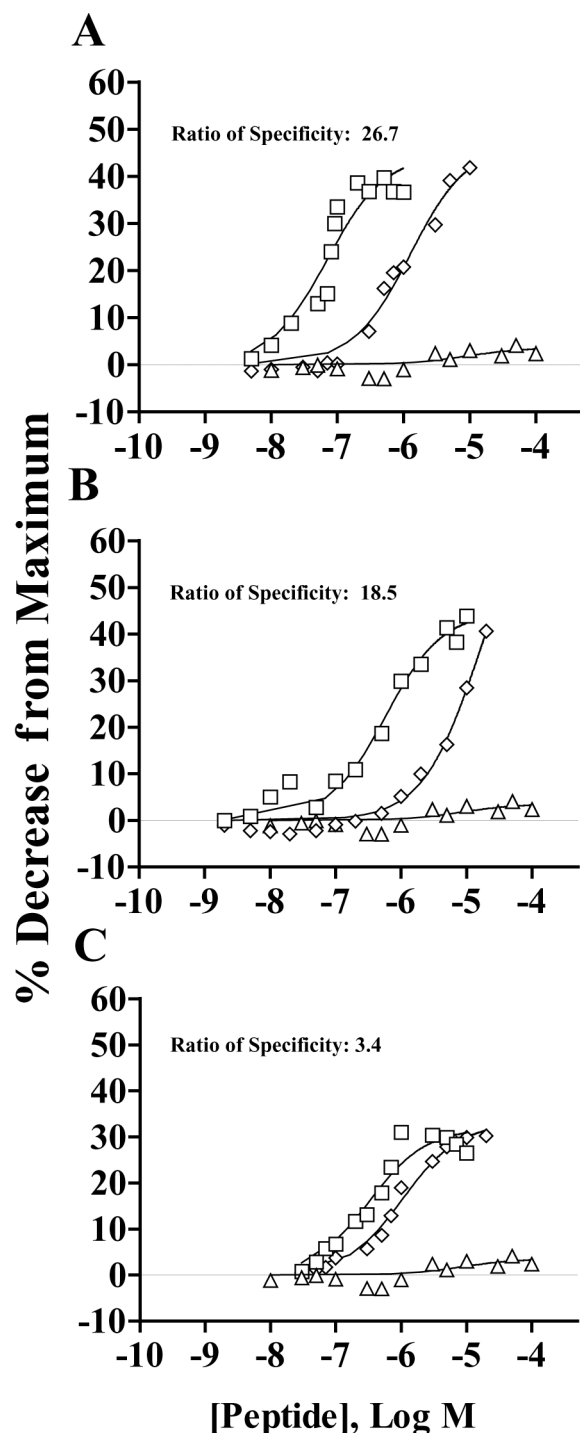 A
60
50
Ratio of Specificity: 26.7
40
30
20
10
0
-10
-10 -9 -8 -7 -6 -5 -4
B
60
50
Ratio of Specificity: 18.5
40
30
20
10
0
-10
-10 -9 -8 -7 -6 -5 -4
% Decrease from Maximum
C
60
50
Ratio of Specificity: 3.4
40
30
20
10
0
-10
-10 -9 -8 -7 -6 -5 -4
[Peptide], Log M